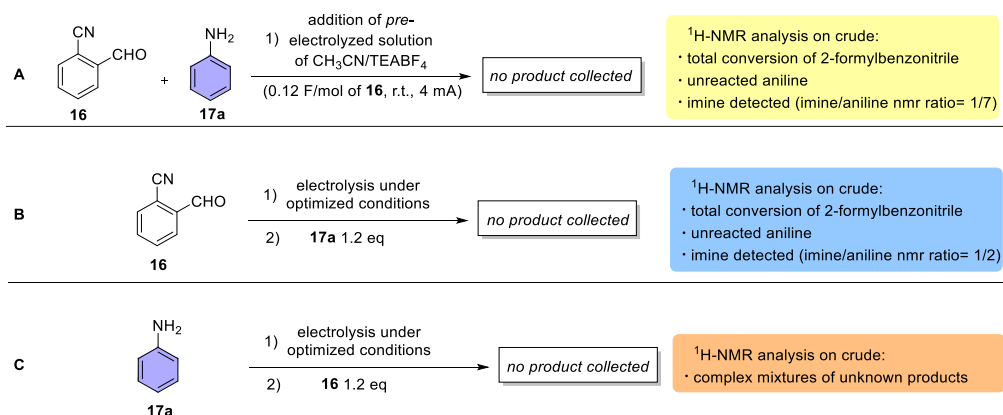 A
CN
CHO
16
+
NH2
17a
1) addition of pre-
electrolyzed solution
of CH3CN/TEABF4
(0.12 F/mol of 16, r.t., 4 mA)
no product collected
1H-NMR analysis on crude:
· total conversion of 2-formylbenzonitrile
· unreacted aniline
· imine detected (imine/aniline nmr ratio= 1/7)
B
CN
CHO
16
1) electrolysis under
optimized conditions
2) 17a 1.2 eq
no product collected
1H-NMR analysis on crude:
· total conversion of 2-formylbenzonitrile
· unreacted aniline
· imine detected (imine/aniline nmr ratio= 1/2)
C
NH2
17a
1) electrolysis under
optimized conditions
2) 16 1.2 eq
no product collected
1H-NMR analysis on crude:
· complex mixtures of unknown products